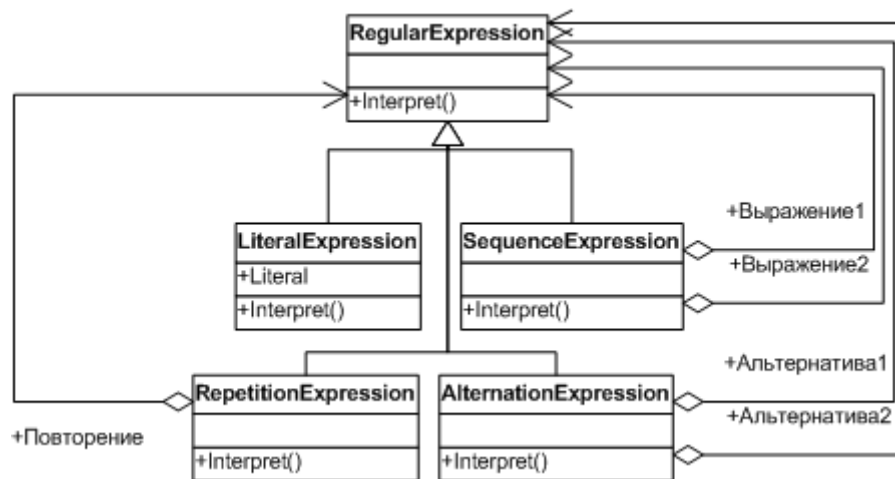 RegularExpression
+Interpret()
+Выражение1
LiteralExpression
SequenceExpression
+Literal
+Выражение2
+Interpret()
+Interpret()
+Альтернатива1
RepetitionExpression
AlternationExpression
+Альтернатива2
+Повторение
+Interpret()
+Interpret()